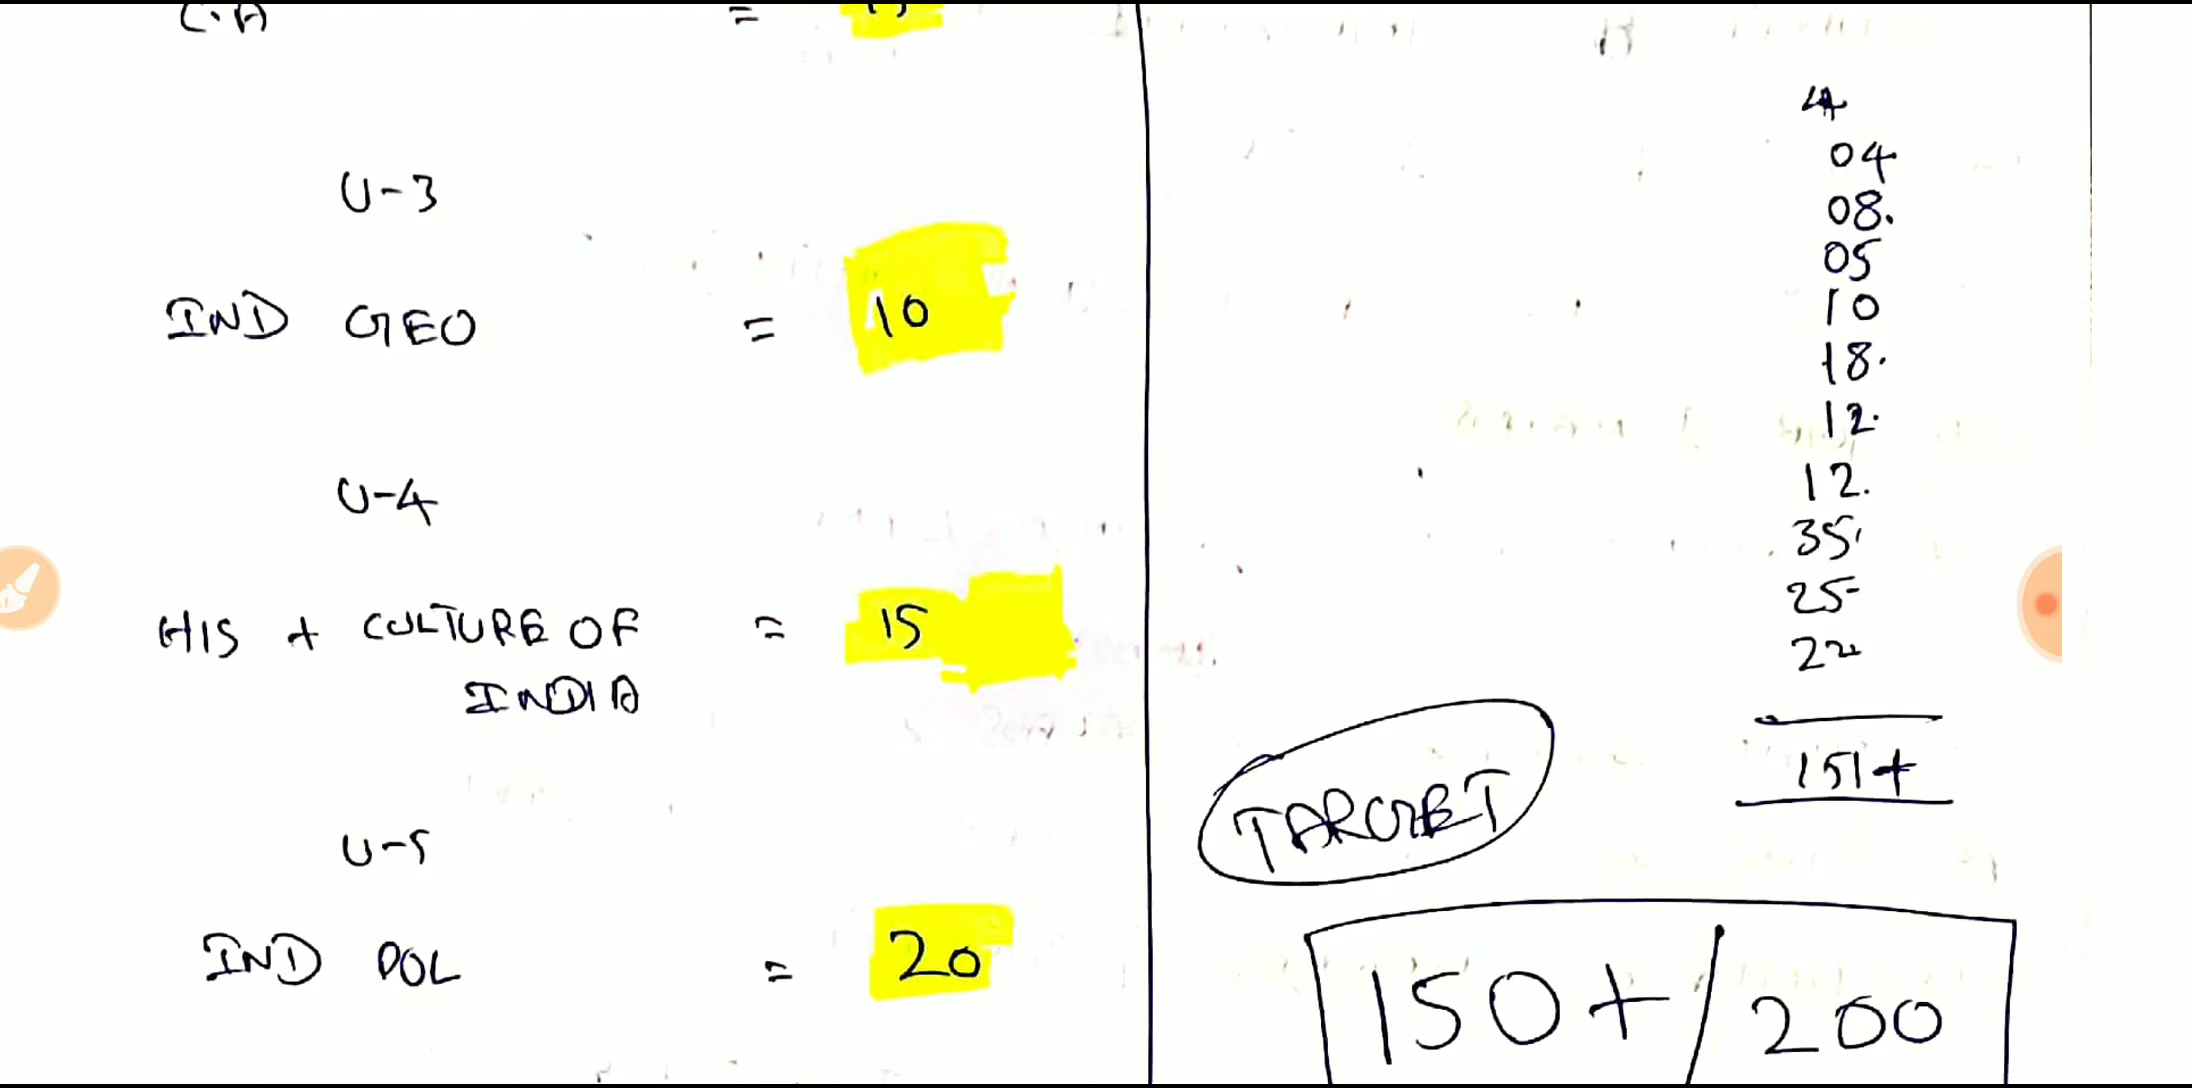 C.A =
U-3
IND GEO = 10
U-4
HIS + CULTURE OF = 15
INDIA
U-5
IND POL = 20
04
08.
05
10
18.
12.
12.
35
25
22
151+
TARGET
150+/200